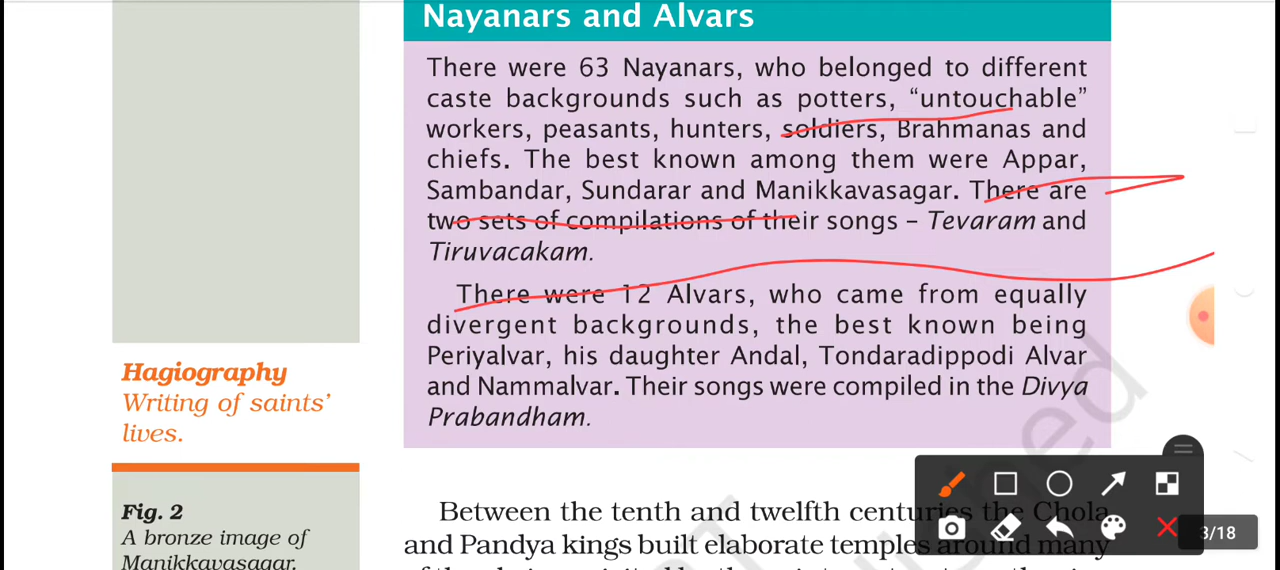 Nayanars and Alvars
There were 63 Nayanars, who belonged to different
caste backgrounds such as potters, “untouchable”
workers, peasants, hunters, soldiers, Brahmanas and
chiefs. The best known among them were Appar,
Sambandar, Sundarar and Manikkavasagar. There are
two sets of compilations of their songs – Tevaram and
Tiruvacakam.
There were 12 Alvars, who came from equally
divergent backgrounds, the best known being
Periyalvar, his daughter Andal, Tondaradippodi Alvar
and Nammalvar. Their songs were compiled in the Divya
Prabandham.
Hagiography
Writing of saints’
lives.
Fig. 2
A bronze image of
Manikkavasagar.
Between the tenth and twelfth centuries the Chola
and Pandya kings built elaborate temples around many
3/18